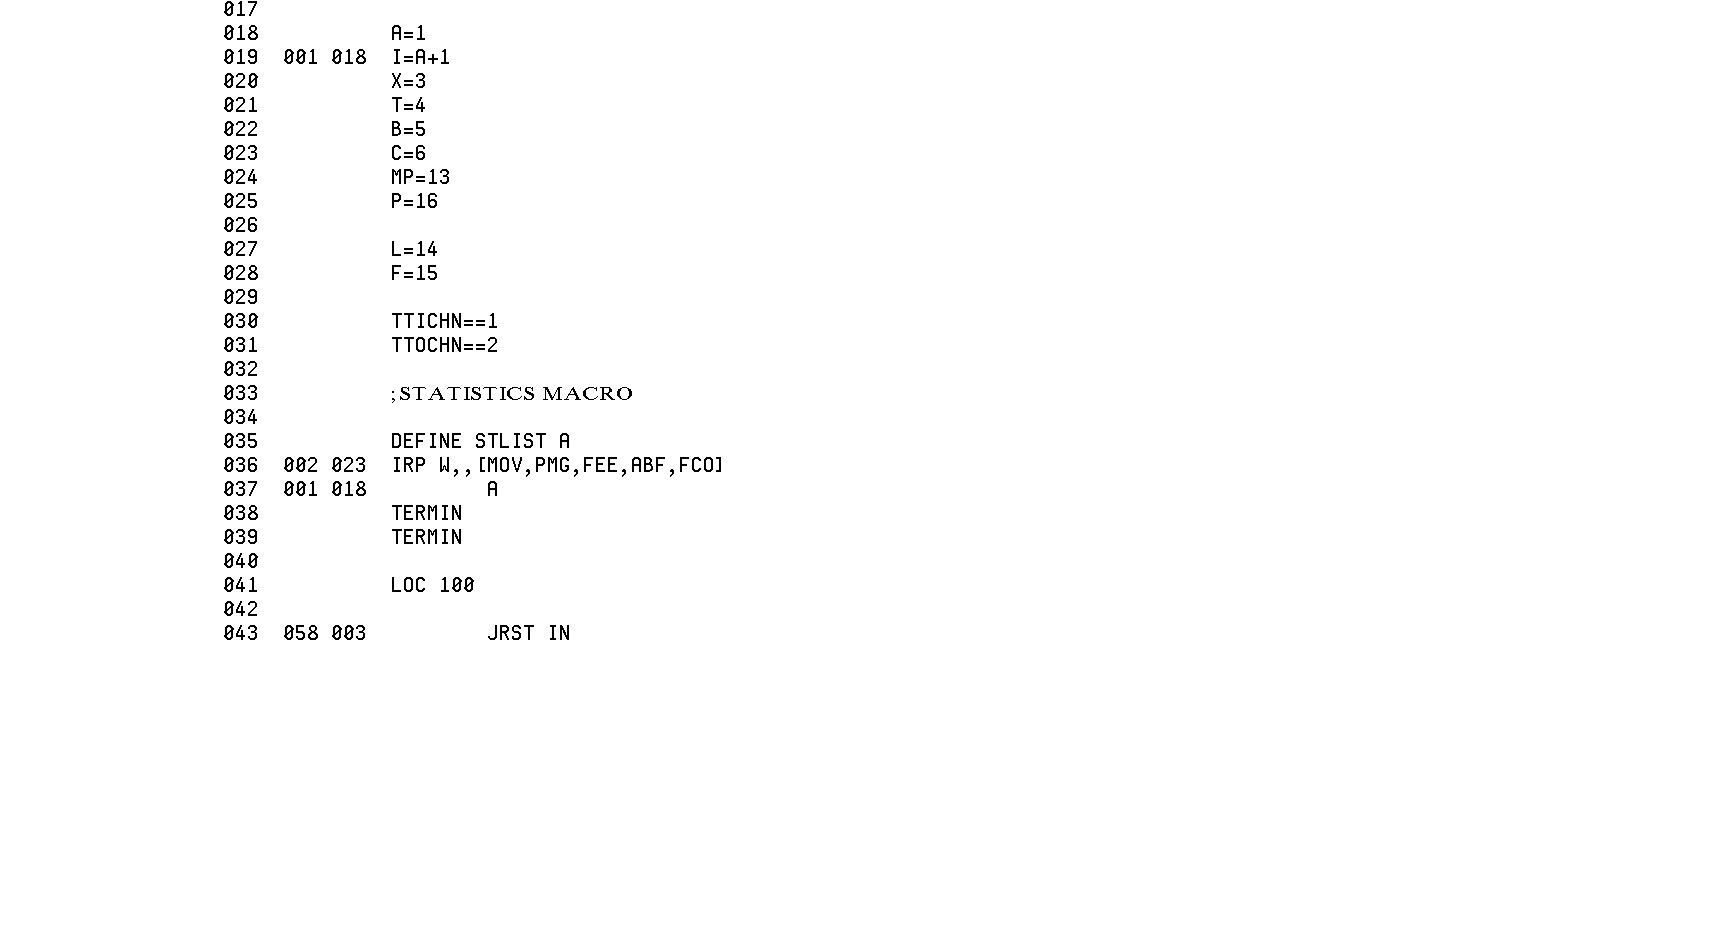 017
018           A=1
019  001 018  I=A+1
020           X=3
021           T=4
022           B=5
023           C=6
024           MP=13
025           P=16
026
027           L=14
028           F=15
029
030           TTICHN==1
031           TTOCHN==2
032
033           ;STATISTICS MACRO
034
035           DEFINE STLIST A
036  002 023  IRP W,,[MOV,PMG,FEE,ABF,FCO]
037  001 018          A
038           TERMIN
039           TERMIN
040
041           LOC 100
042
043  058 003          JRST IN